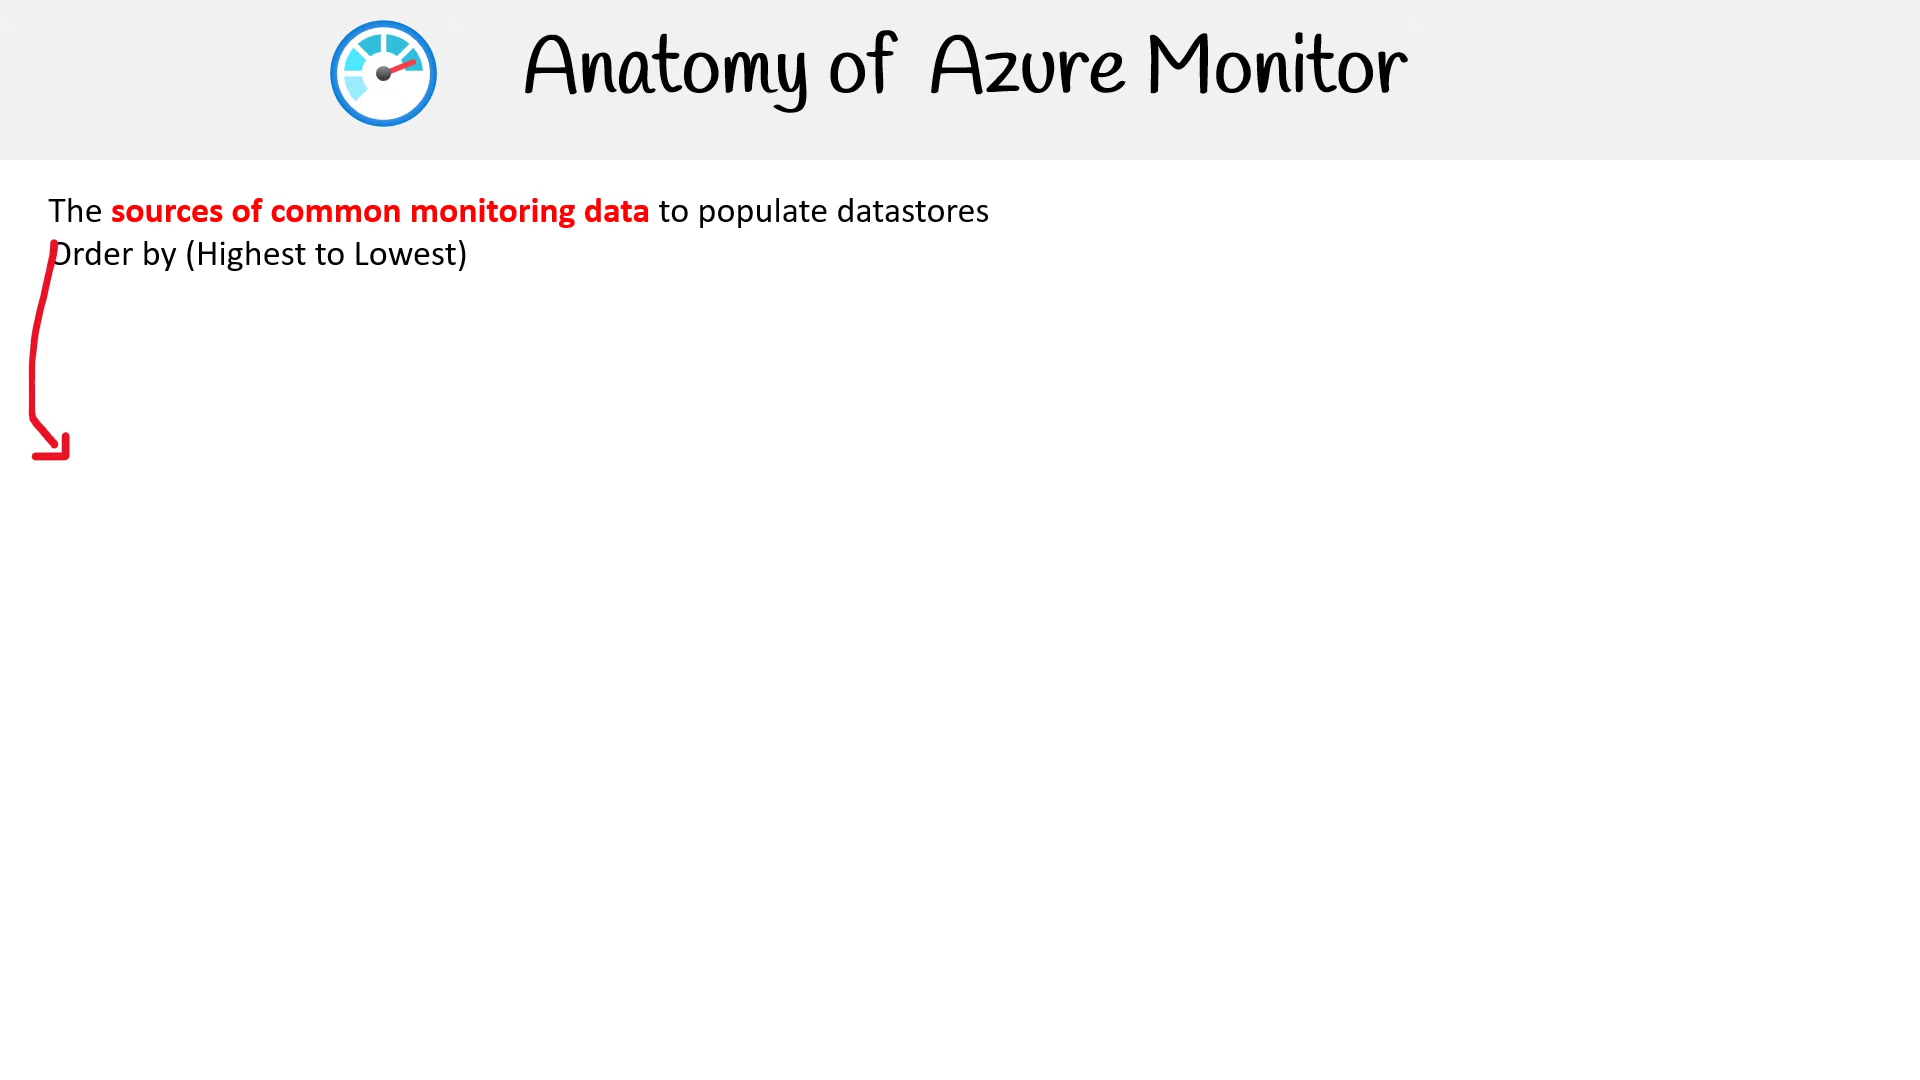 Anatomy of Azure Monitor
The sources of common monitoring data to populate datastores
Order by (Highest to Lowest)